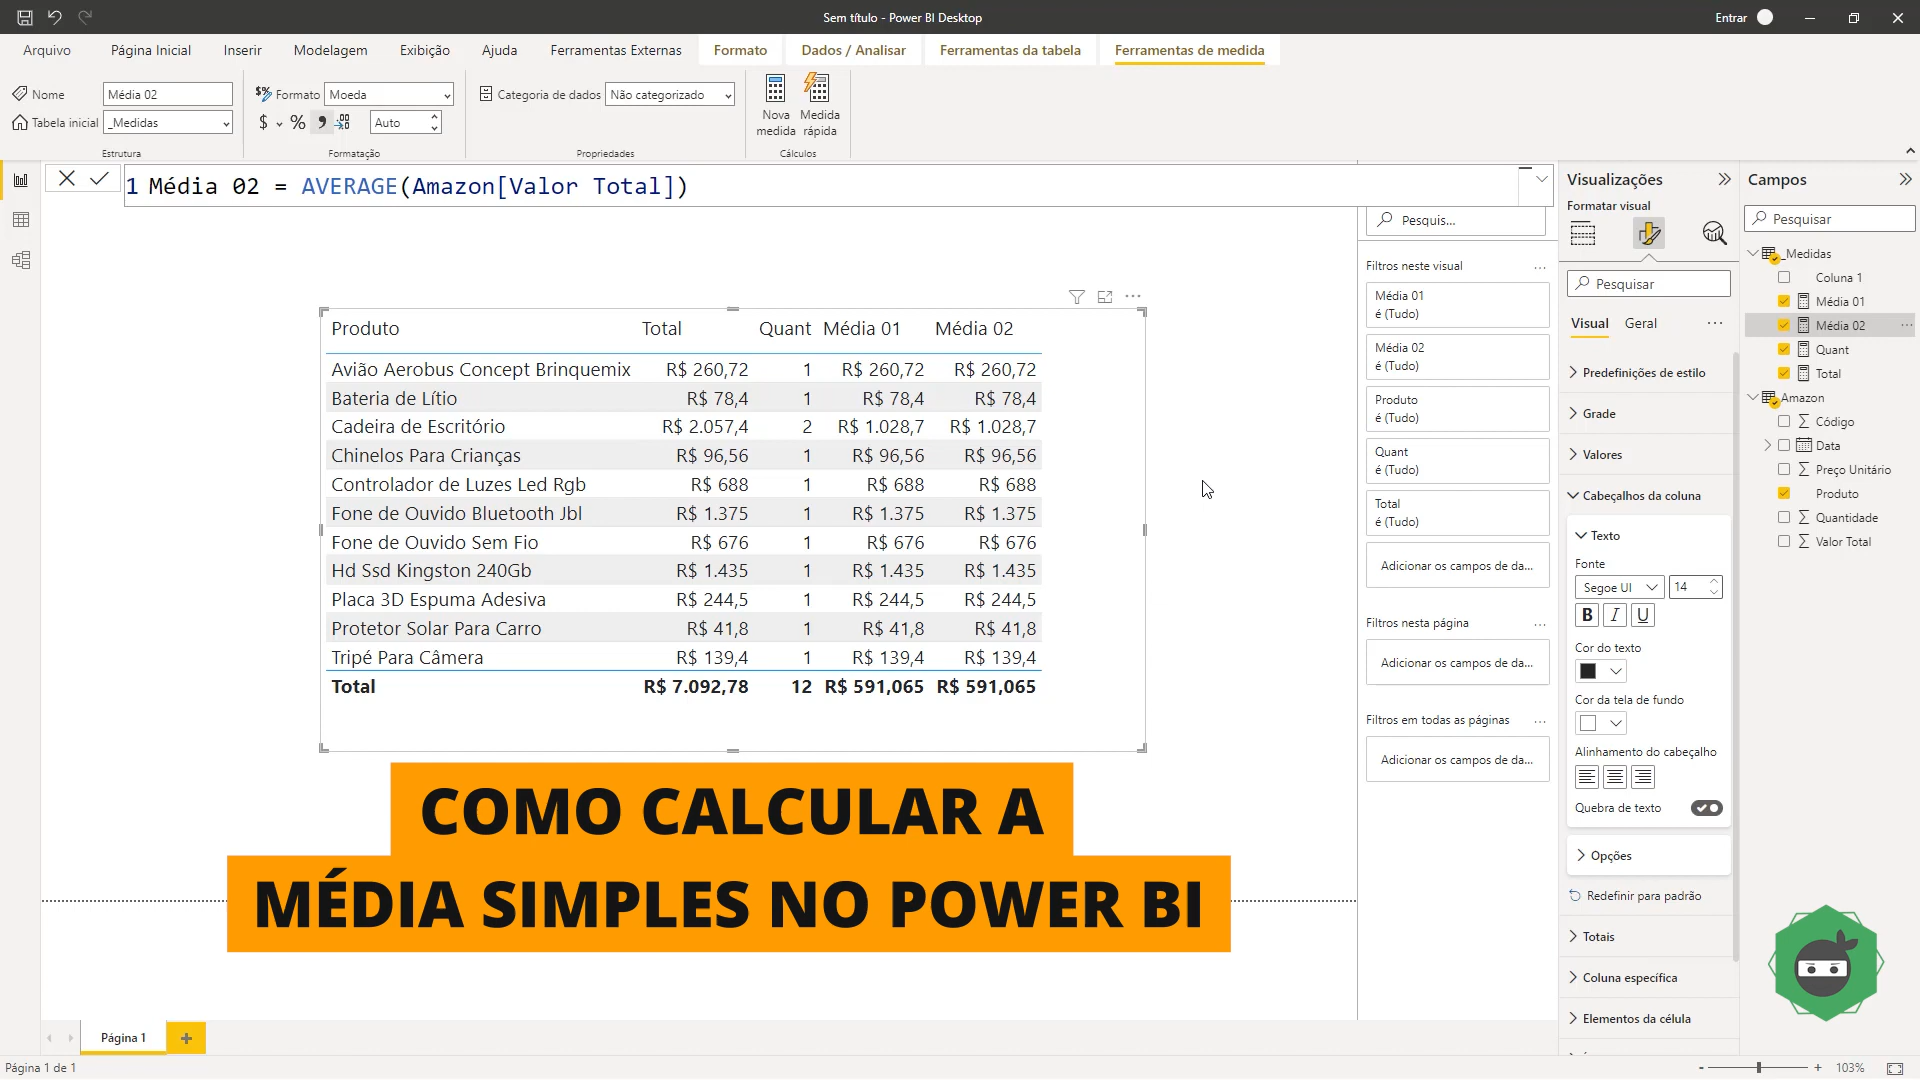 Sem título - Power BI Desktop
Entrar
Arquivo
Página Inicial
Inserir
Modelagem
Exibição
Ajuda
Ferramentas Externas
Formato
Dados / Analisar
Ferramentas da tabela
Ferramentas de medida
Nome
Média 02
Tabela inicial
_Medidas
Estrutura
Formato
Moeda
$ % , Auto
Formatação
Categoria de dados
Não categorizado
Propriedades
Nova medida
Medida rápida
Cálculos
1 Média 02 = AVERAGE(Amazon[Valor Total])
Produto Total Quant Média 01 Média 02
Avião Aerobus Concept Brinquemix R$ 260,72 1 R$ 260,72 R$ 260,72
Bateria de Lítio R$ 78,4 1 R$ 78,4 R$ 78,4
Cadeira de Escritório R$ 2.057,4 2 R$ 1.028,7 R$ 1.028,7
Chinelos Para Crianças R$ 96,56 1 R$ 96,56 R$ 96,56
Controlador de Luzes Led Rgb R$ 688 1 R$ 688 R$ 688
Fone de Ouvido Bluetooth Jbl R$ 1.375 1 R$ 1.375 R$ 1.375
Fone de Ouvido Sem Fio R$ 676 1 R$ 676 R$ 676
Hd Ssd Kingston 240Gb R$ 1.435 1 R$ 1.435 R$ 1.435
Placa 3D Espuma Adesiva R$ 244,5 1 R$ 244,5 R$ 244,5
Protetor Solar Para Carro R$ 41,8 1 R$ 41,8 R$ 41,8
Tripé Para Câmera R$ 139,4 1 R$ 139,4 R$ 139,4
Total R$ 7.092,78 12 R$ 591,065 R$ 591,065
COMO CALCULAR A
MÉDIA SIMPLES NO POWER BI
Pesquis...
Filtros neste visual ...
Média 01
é (Tudo)
Média 02
é (Tudo)
Produto
é (Tudo)
Quant
é (Tudo)
Total
é (Tudo)
Adicionar os campos de da...
Filtros nesta página ...
Adicionar os campos de da...
Filtros em todas as páginas ...
Adicionar os campos de da...
Visualizações
Formatar visual
Pesquisar
Visual Geral ...
Predefinições de estilo
Grade
Valores
Cabeçalhos da coluna
Texto
Fonte
Segoe UI 14
B I U
Cor do texto
Cor da tela de fundo
Alinhamento do cabeçalho
Quebra de texto
Opções
Redefinir para padrão
Totais
Coluna específica
Elementos da célula
Campos
Pesquisar
_Medidas
Coluna 1
Média 01
Média 02 ...
Quant
Total
Amazon
Código
Data
Preço Unitário
Produto
Quantidade
Valor Total
Página 1
+
Página 1 de 1
- + 103%